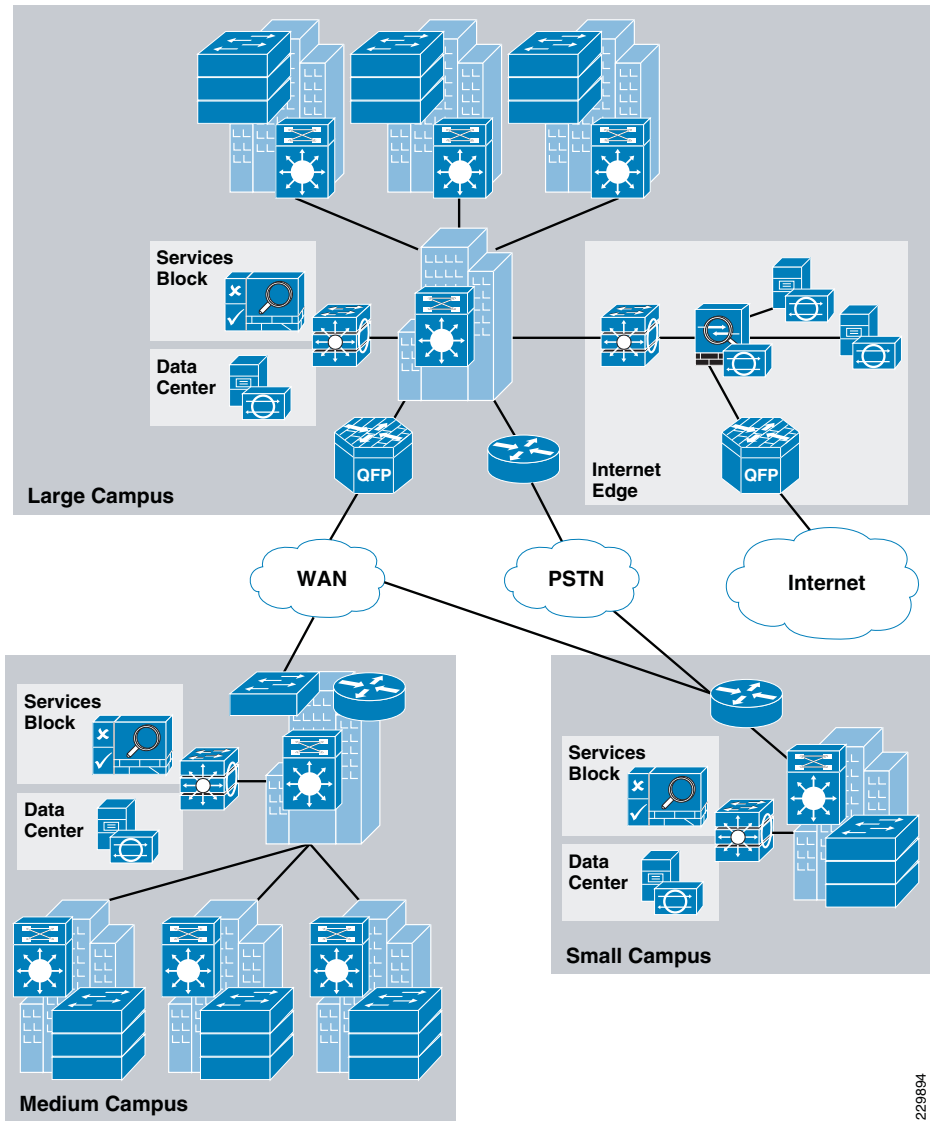 Services
Block
Data
Center
QFP
Large Campus
Internet
Edge
QFP
WAN
PSTN
Internet
Services
Block
Data
Center
Medium Campus
Services
Block
Data
Center
Small Campus
229894